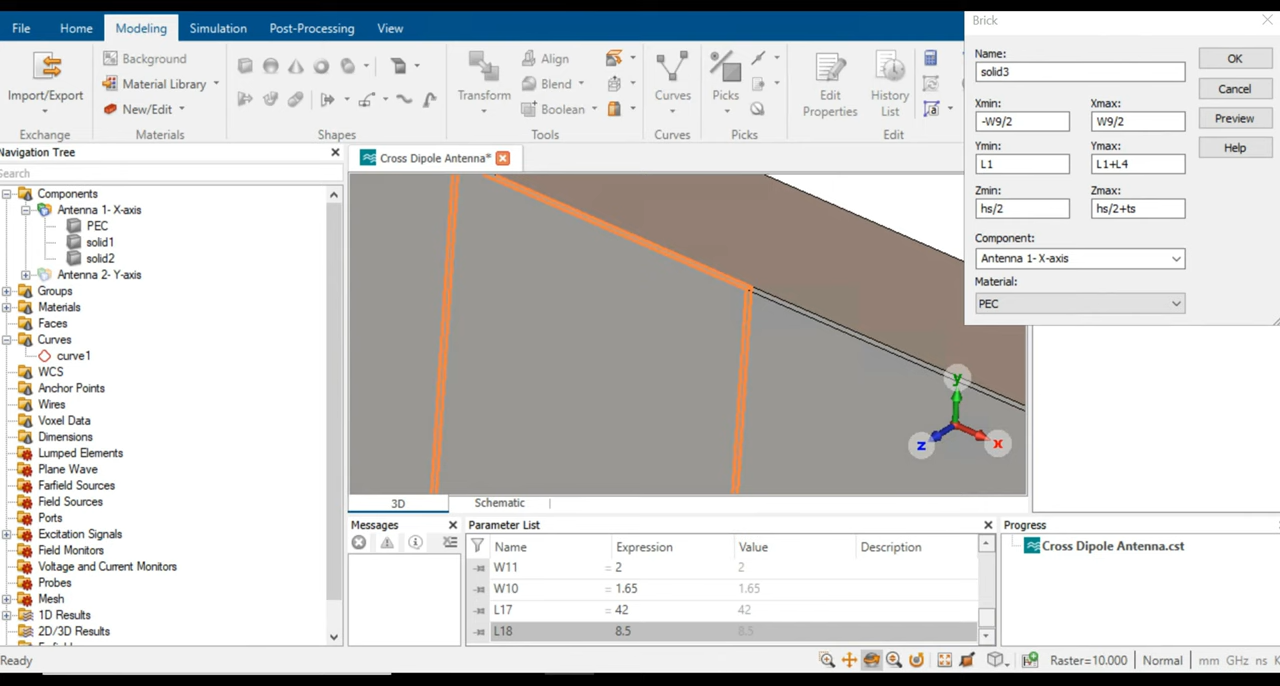 File Home Modeling Simulation Post-Processing View
Import/Export
Exchange
Background
Material Library
New/Edit
Materials
Shapes
Transform
Align
Blend
Boolean
Tools
Curves
Curves
Picks
Picks
Edit
Properties
History
List
Edit
Brick
Name:
solid3
OK
Cancel
Preview
Help
Xmin: Xmax:
-W9/2 W9/2
Ymin: Ymax:
L1 L1+L4
Zmin: Zmax:
hs/2 hs/2+ts
Component:
Antenna 1- X-axis
Material:
PEC
Navigation Tree
Search
Components
Antenna 1- X-axis
PEC
solid1
solid2
Antenna 2- Y-axis
Groups
Materials
Faces
Curves
curve1
WCS
Anchor Points
Wires
Voxel Data
Dimensions
Lumped Elements
Plane Wave
Farfield Sources
Field Sources
Ports
Excitation Signals
Field Monitors
Voltage and Current Monitors
Probes
Mesh
1D Results
2D/3D Results
Cross Dipole Antenna*
y
z
x
3D Schematic
Messages
Parameter List
Name Expression Value Description
W11 = 2 2
W10 = 1.65 1.65
L17 = 42 42
L18 8.5 8.5
Progress
Cross Dipole Antenna.cst
Ready
Raster=10.000 Normal mm GHz ns K